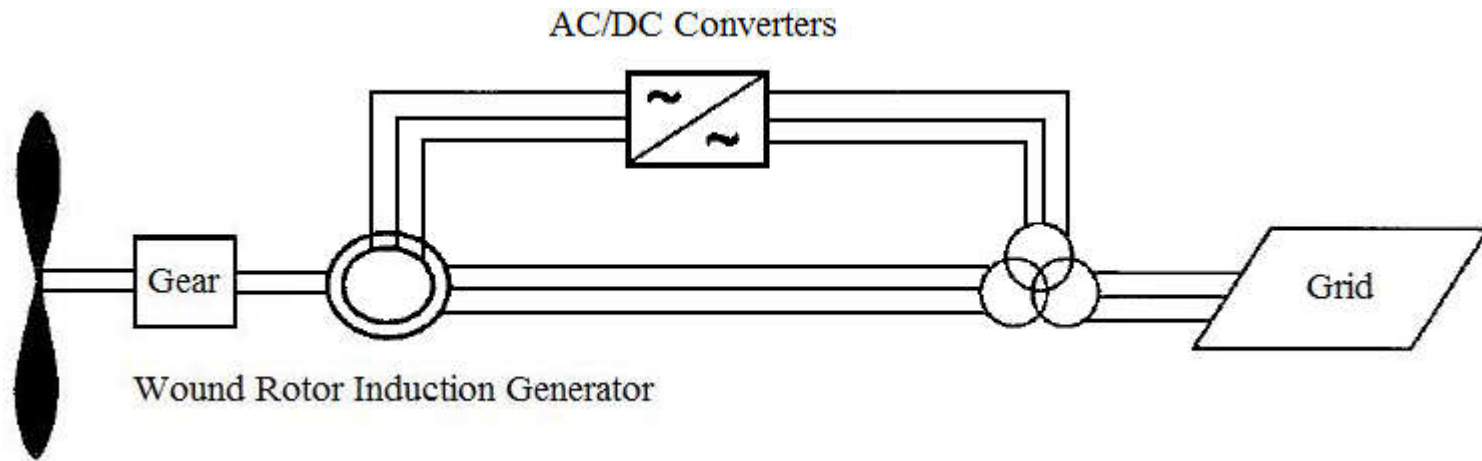 AC/DC Converters
~
~
Gear
Grid
Wound Rotor Induction Generator